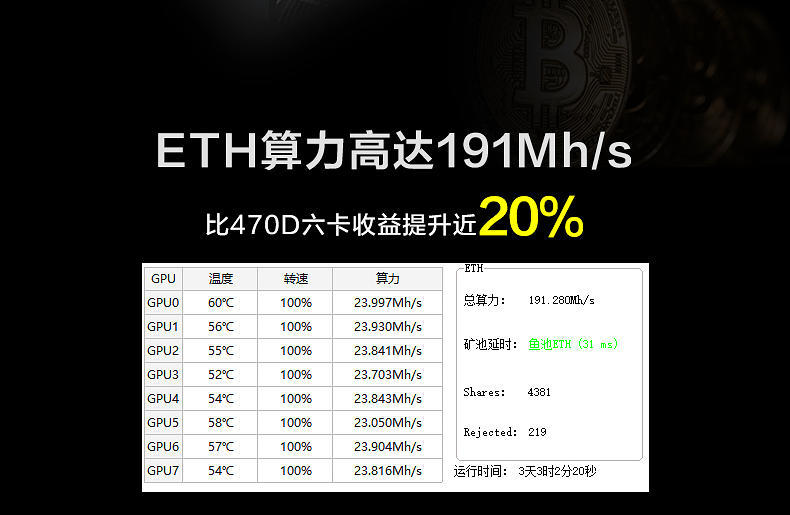 ETH算力高达191Mh/s
比470D六卡收益提升近20%
GPU 温度 转速 算力
GPU0 60℃ 100% 23.997Mh/s
GPU1 56℃ 100% 23.930Mh/s
GPU2 55℃ 100% 23.841Mh/s
GPU3 52℃ 100% 23.703Mh/s
GPU4 54℃ 100% 23.843Mh/s
GPU5 58℃ 100% 23.050Mh/s
GPU6 57℃ 100% 23.904Mh/s
GPU7 54℃ 100% 23.816Mh/s
ETH
总算力： 191.280Mh/s
矿池延时： 鱼池ETH (31 ms)
Shares: 4381
Rejected: 219
运行时间： 3天3时2分20秒